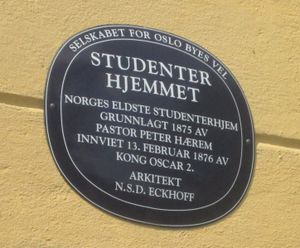 SELSKABET FOR OSLO BYES VEL
STUDENTER
HJEMMET
NORGES ELDSTE STUDENTERHJEM
GRUNNLAGT 1875 AV
PASTOR PETER HÆREM
INNVIET 13. FEBRUAR 1876 AV
KONG OSCAR 2.
ARKITEKT
N.S.D. ECKHOFF